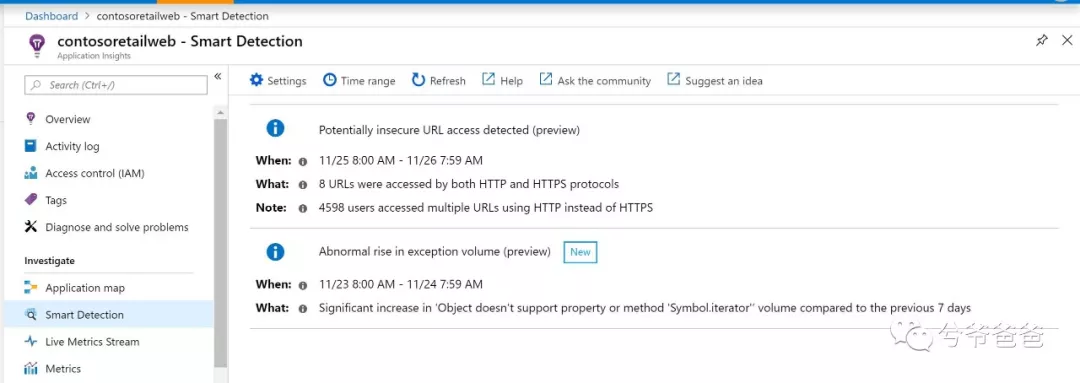 Dashboard > contosoretailweb - Smart Detection
contosoretailweb - Smart Detection
Application Insights
Search (Ctrl+/)
«
Overview
Activity log
Access control (IAM)
Tags
Diagnose and solve problems
Investigate
Application map
Smart Detection
Live Metrics Stream
Metrics
Settings Time range Refresh Help Ask the community Suggest an idea
Potentially insecure URL access detected (preview)
When: 11/25 8:00 AM - 11/26 7:59 AM
What: 8 URLs were accessed by both HTTP and HTTPS protocols
Note: 4598 users accessed multiple URLs using HTTP instead of HTTPS
Abnormal rise in exception volume (preview) New
When: 11/23 8:00 AM - 11/24 7:59 AM
What: Significant increase in 'Object doesn't support property or method 'Symbol.iterator'' volume compared to the previous 7 days
兮爷爸爸